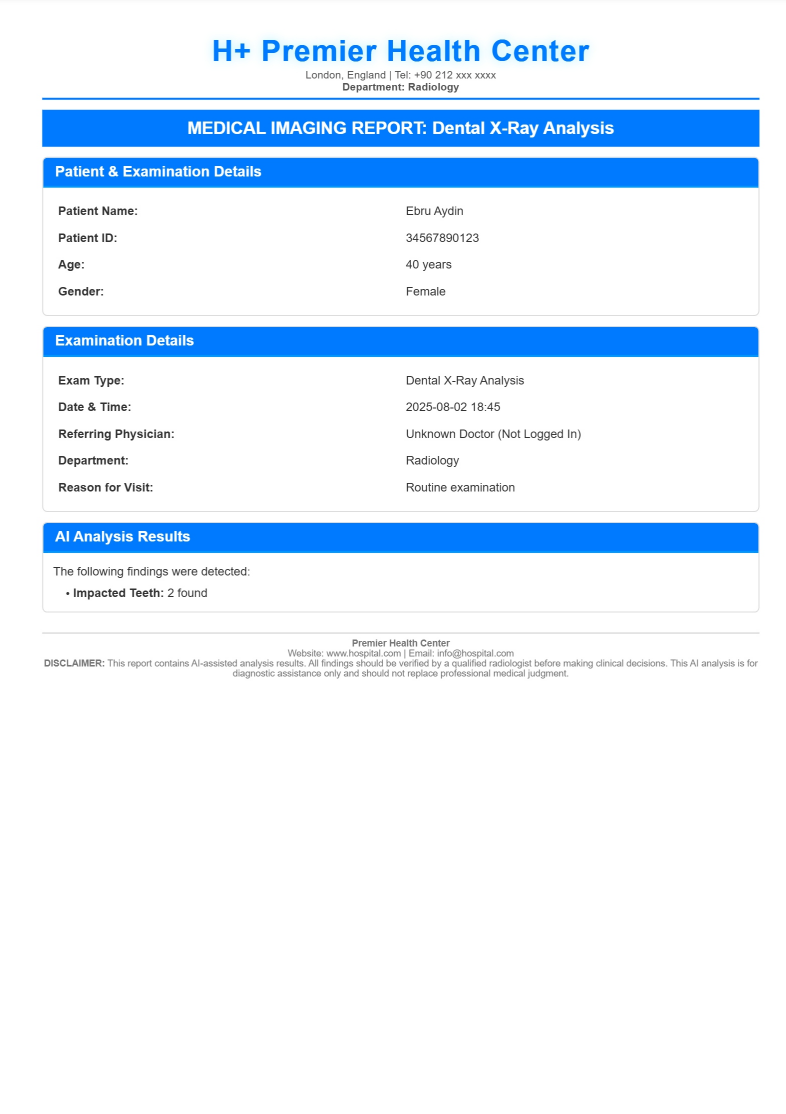 H+ Premier Health Center
London, England | Tel: +90 212 xxx xxxx
Department: Radiology
MEDICAL IMAGING REPORT: Dental X-Ray Analysis
Patient & Examination Details
Patient Name: Ebru Aydin
Patient ID: 34567890123
Age: 40 years
Gender: Female
Examination Details
Exam Type: Dental X-Ray Analysis
Date & Time: 2025-08-02 18:45
Referring Physician: Unknown Doctor (Not Logged In)
Department: Radiology
Reason for Visit: Routine examination
AI Analysis Results
The following findings were detected:
• Impacted Teeth: 2 found
Premier Health Center
Website: www.hospital.com | Email: info@hospital.com
DISCLAIMER: This report contains AI-assisted analysis results. All findings should be verified by a qualified radiologist before making clinical decisions. This AI analysis is for
diagnostic assistance only and should not replace professional medical judgment.